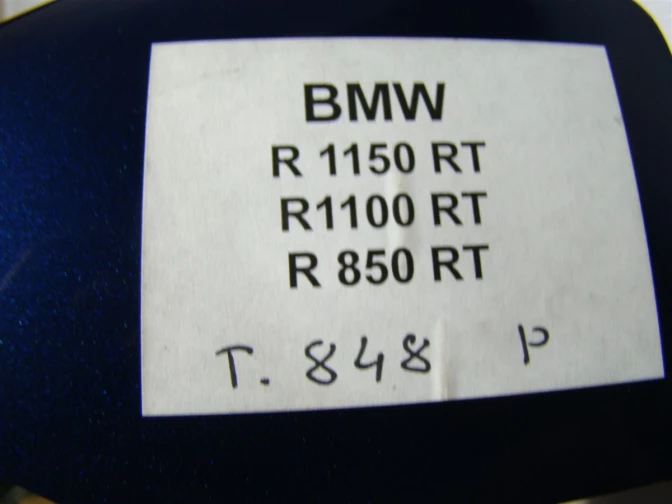 BMW
R 1150 RT
R1100 RT
R 850 RT
T. 848 P